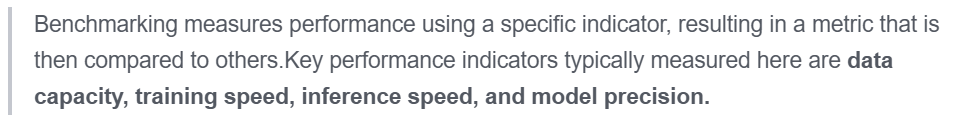 Benchmarking measures performance using a specific indicator, resulting in a metric that is
then compared to others.Key performance indicators typically measured here are data
capacity, training speed, inference speed, and model precision.